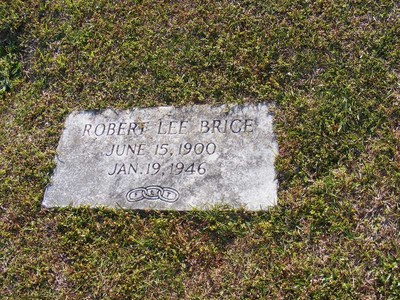 ROBERT LEE BRICE
JUNE 15, 1900
JAN. 19, 1946
F L T